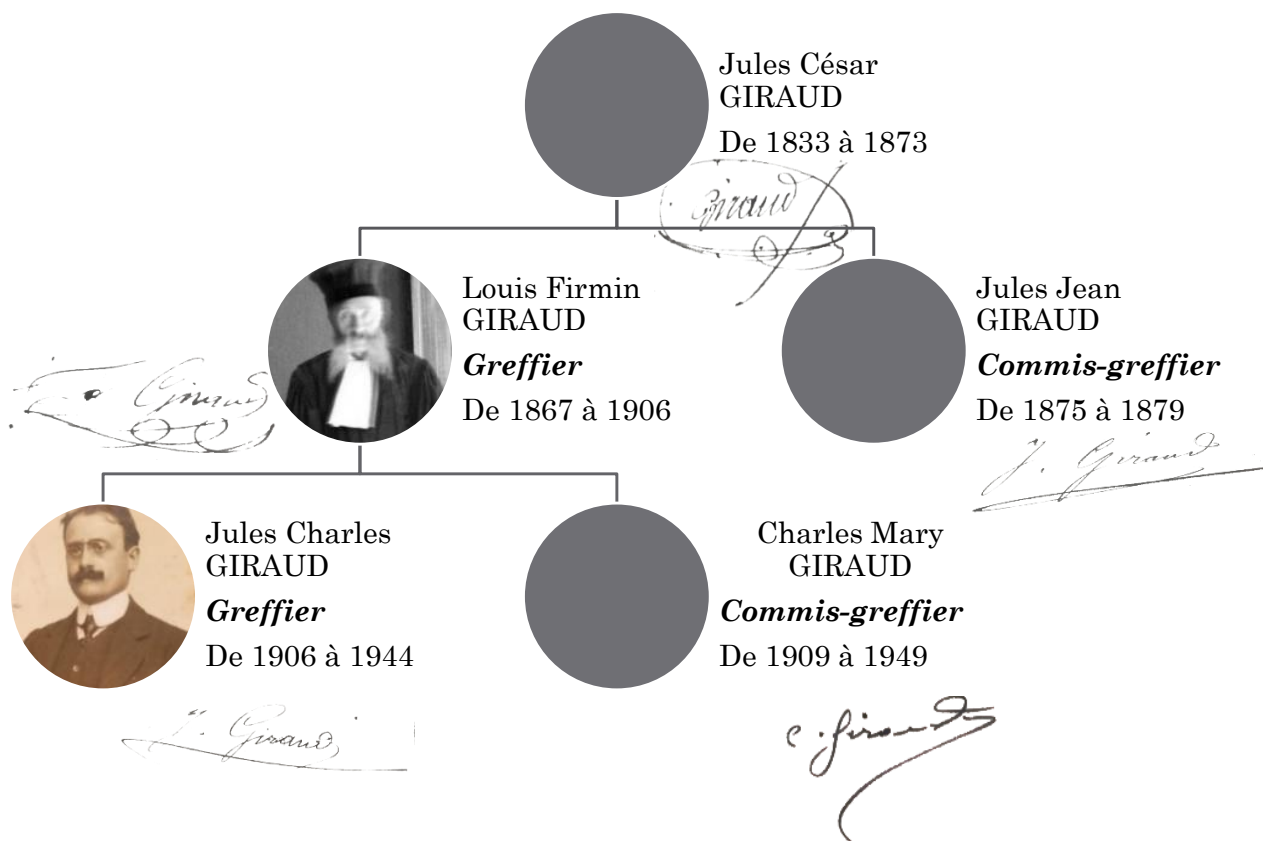 Jules César
GIRAUD
De 1833 à 1873
Giraud
Louis Firmin
GIRAUD
Greffier
De 1867 à 1906
Giraud
Jules Jean
GIRAUD
Commis-greffier
De 1875 à 1879
J. Giraud
Jules Charles
GIRAUD
Greffier
De 1906 à 1944
J. Giraud
Charles Mary
GIRAUD
Commis-greffier
De 1909 à 1949
c. Giraud